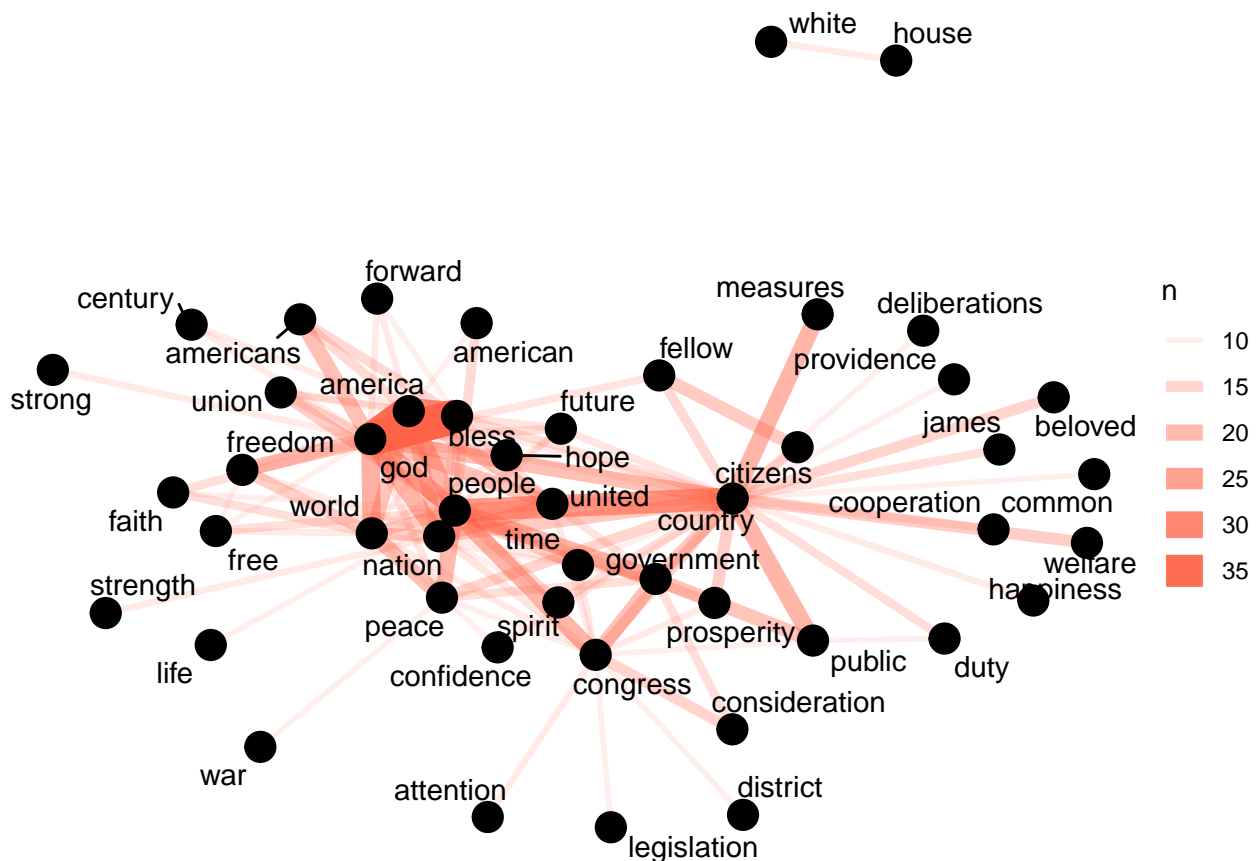 white
house
forward
century
measures
deliberations
americans
american
fellow
providence
strong
union
america
future
james
beloved
freedom
bless
hope
god
citizens
people
united
cooperation
common
faith
world
country
free
time
government
welfare
nation
strength
happiness
peace
spirit
prosperity
public
duty
life
confidence
congress
consideration
war
attention
district
legislation
n
10
15
20
25
30
35